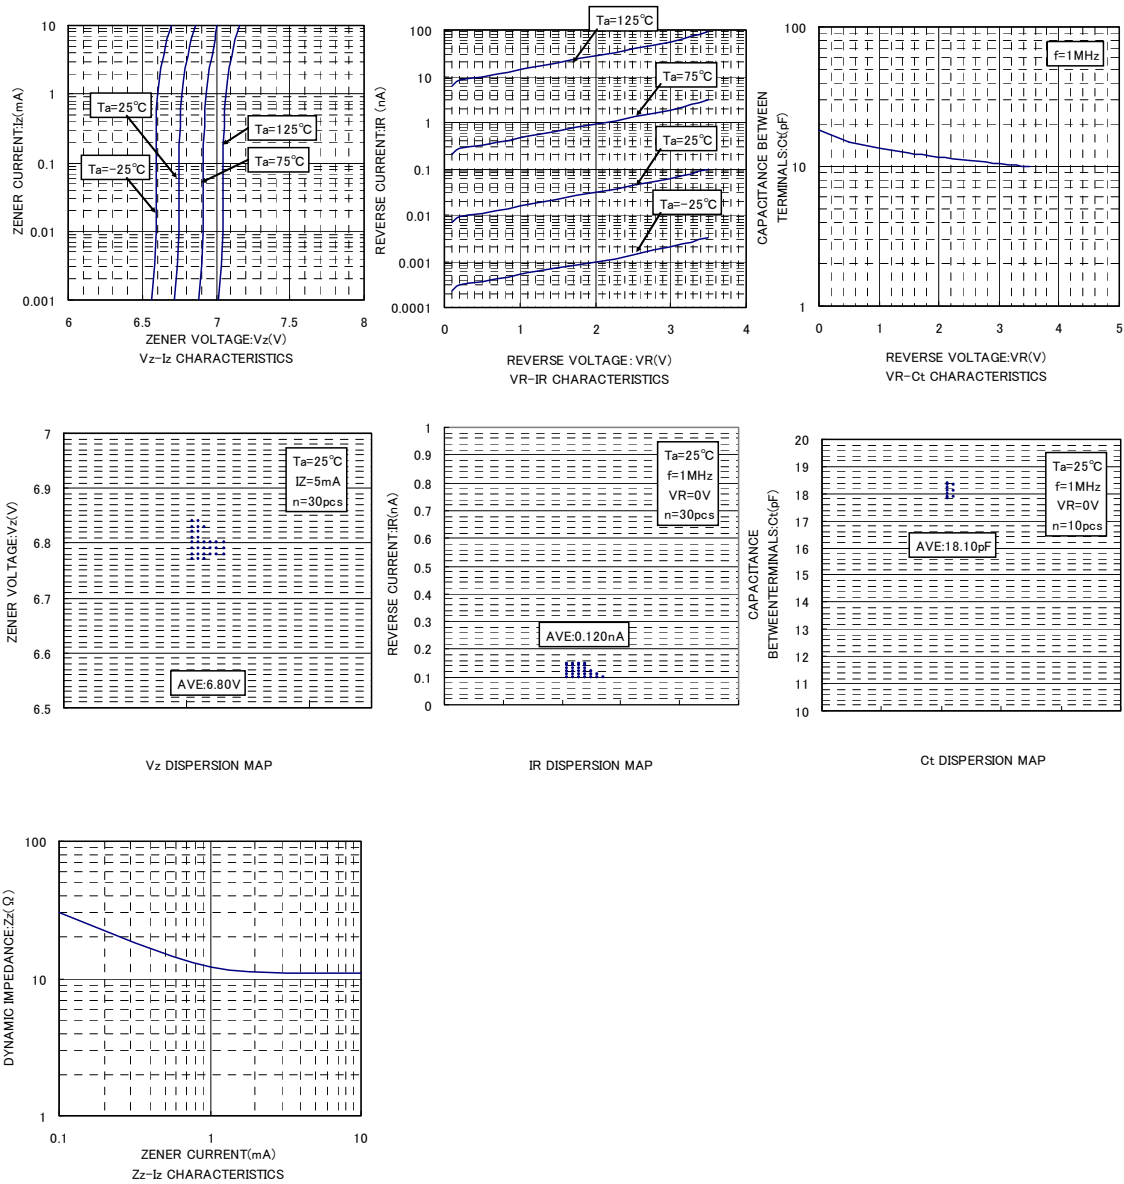 10
1
0.1
0.01
0.001
ZENER CURRENT:Iz(mA)
Ta=25℃
Ta=-25℃
Ta=125℃
Ta=75℃
6
6.5
7
7.5
8
ZENER VOLTAGE:Vz(V)
Vz-Iz CHARACTERISTICS
100
10
1
0.1
0.01
0.001
0.0001
REVERSE CURRENT:IR (nA)
Ta=125℃
Ta=75℃
Ta=25℃
Ta=-25℃
0
1
2
3
4
REVERSE VOLTAGE: VR(V)
VR-IR CHARACTERISTICS
100
10
1
CAPACITANCE BETWEEN
TERMINALS:Ct(pF)
f=1MHz
0
1
2
3
4
5
REVERSE VOLTAGE:VR(V)
VR-Ct CHARACTERISTICS
7
6.9
6.8
6.7
6.6
6.5
ZENER VOLTAGE:Vz(V)
Ta=25℃
IZ=5mA
n=30pcs
AVE:6.80V
Vz DISPERSION MAP
1
0.9
0.8
0.7
0.6
0.5
0.4
0.3
0.2
0.1
0
REVERSE CURRENT:IR(nA)
Ta=25℃
f=1MHz
VR=0V
n=30pcs
AVE:0.120nA
IR DISPERSION MAP
20
19
18
17
16
15
14
13
12
11
10
CAPACITANCE
BETWEENTERMINALS:Ct(pF)
Ta=25℃
f=1MHz
VR=0V
n=10pcs
AVE:18.10pF
Ct DISPERSION MAP
100
10
1
DYNAMIC IMPEDANCE:Zz(Ω)
0.1
1
10
ZENER CURRENT(mA)
Zz-Iz CHARACTERISTICS